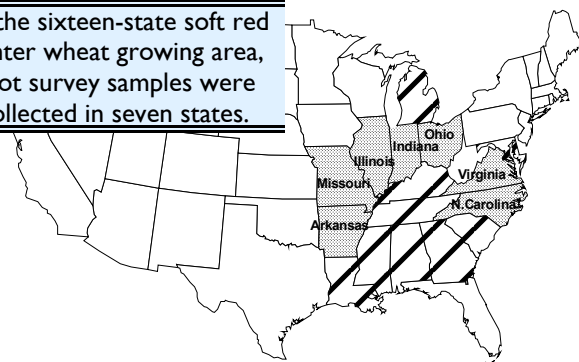 the sixteen-state soft red
nter wheat growing area,
ot survey samples were
ollected in seven states.
Ohio
Indiana
Illinois
Missouri
Virginia
N.Carolina
Arkansas